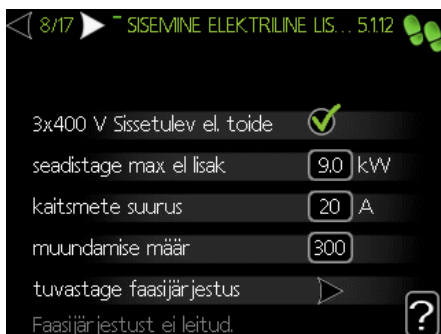 8/17 SISEMINE ELEKTRILINE LIS... 5.1.12
3x400 V Sissetulev el. toide
seadistage max el lisak 9.0 kW
kaitsmete suurus 20 A
muundamise määr 300
tuvastage faasijärjestus
Faasijärjestust ei leitud.
?